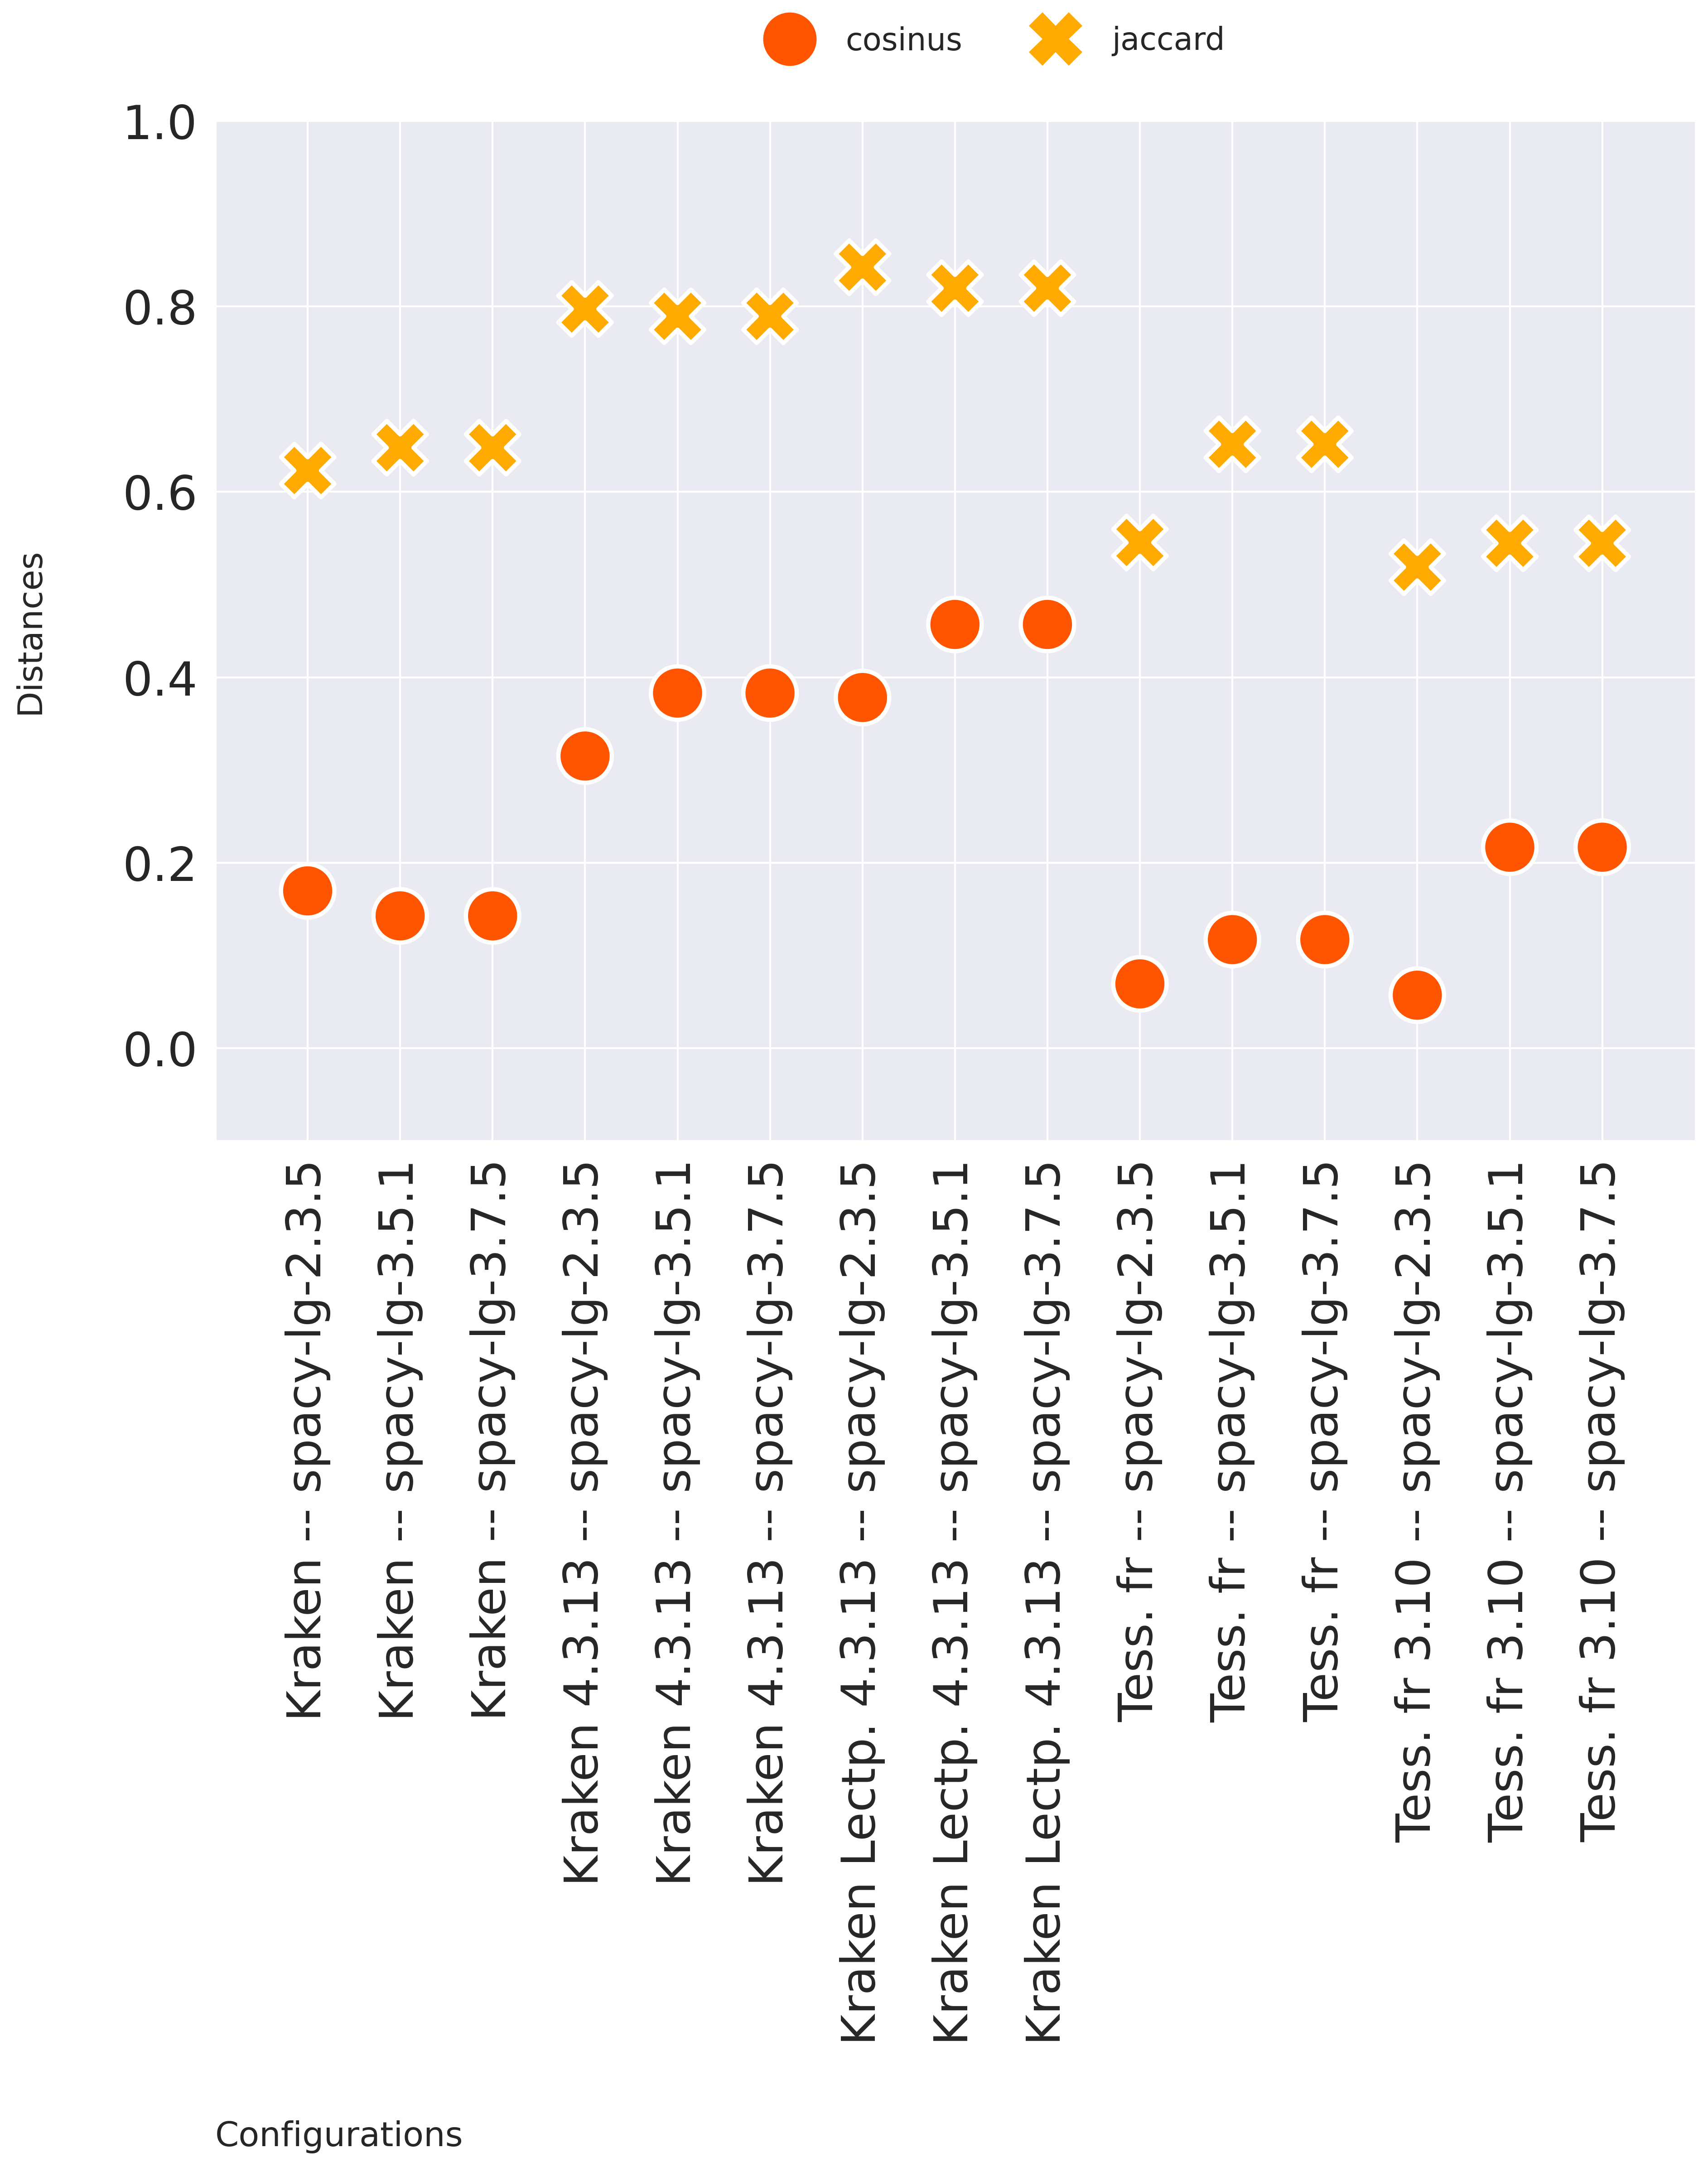 cosinus jaccard
1.0
0.8
0.6
0.4
0.2
0.0
Distances
Kraken -- spacy-lg-2.3.5
Kraken -- spacy-lg-3.5.1
Kraken -- spacy-lg-3.7.5
Kraken 4.3.13 -- spacy-lg-2.3.5
Kraken 4.3.13 -- spacy-lg-3.5.1
Kraken 4.3.13 -- spacy-lg-3.7.5
Kraken Lectp. 4.3.13 -- spacy-lg-2.3.5
Kraken Lectp. 4.3.13 -- spacy-lg-3.5.1
Kraken Lectp. 4.3.13 -- spacy-lg-3.7.5
Tess. fr -- spacy-lg-2.3.5
Tess. fr -- spacy-lg-3.5.1
Tess. fr -- spacy-lg-3.7.5
Tess. fr 3.10 -- spacy-lg-2.3.5
Tess. fr 3.10 -- spacy-lg-3.5.1
Tess. fr 3.10 -- spacy-lg-3.7.5
Configurations